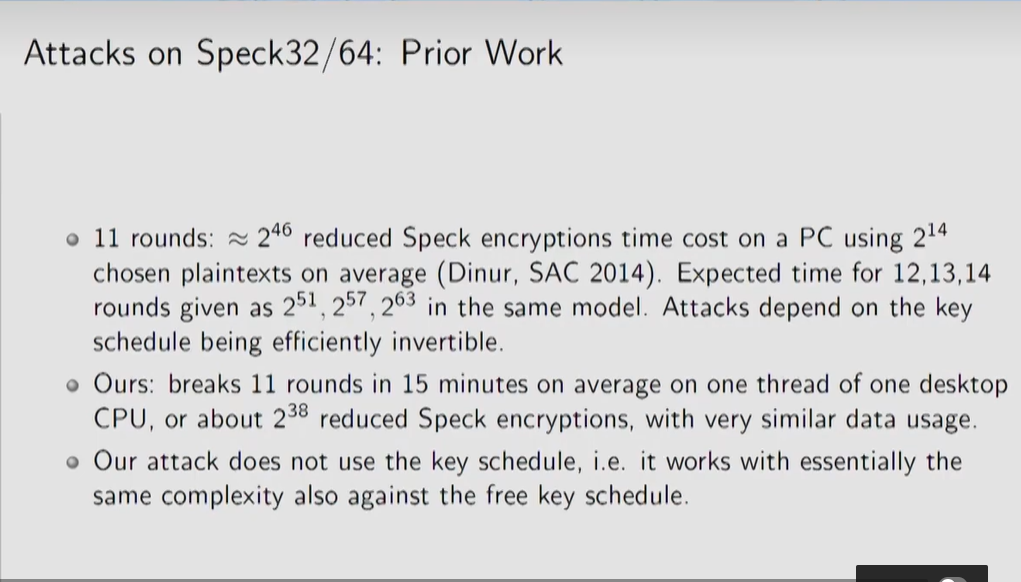 Attacks on Speck32/64: Prior Work
11 rounds: ≈ 2^46 reduced Speck encryptions time cost on a PC using 2^14
chosen plaintexts on average (Dinur, SAC 2014). Expected time for 12,13,14
rounds given as 2^51, 2^57, 2^63 in the same model. Attacks depend on the key
schedule being efficiently invertible.
Ours: breaks 11 rounds in 15 minutes on average on one thread of one desktop
CPU, or about 2^38 reduced Speck encryptions, with very similar data usage.
Our attack does not use the key schedule, i.e. it works with essentially the
same complexity also against the free key schedule.